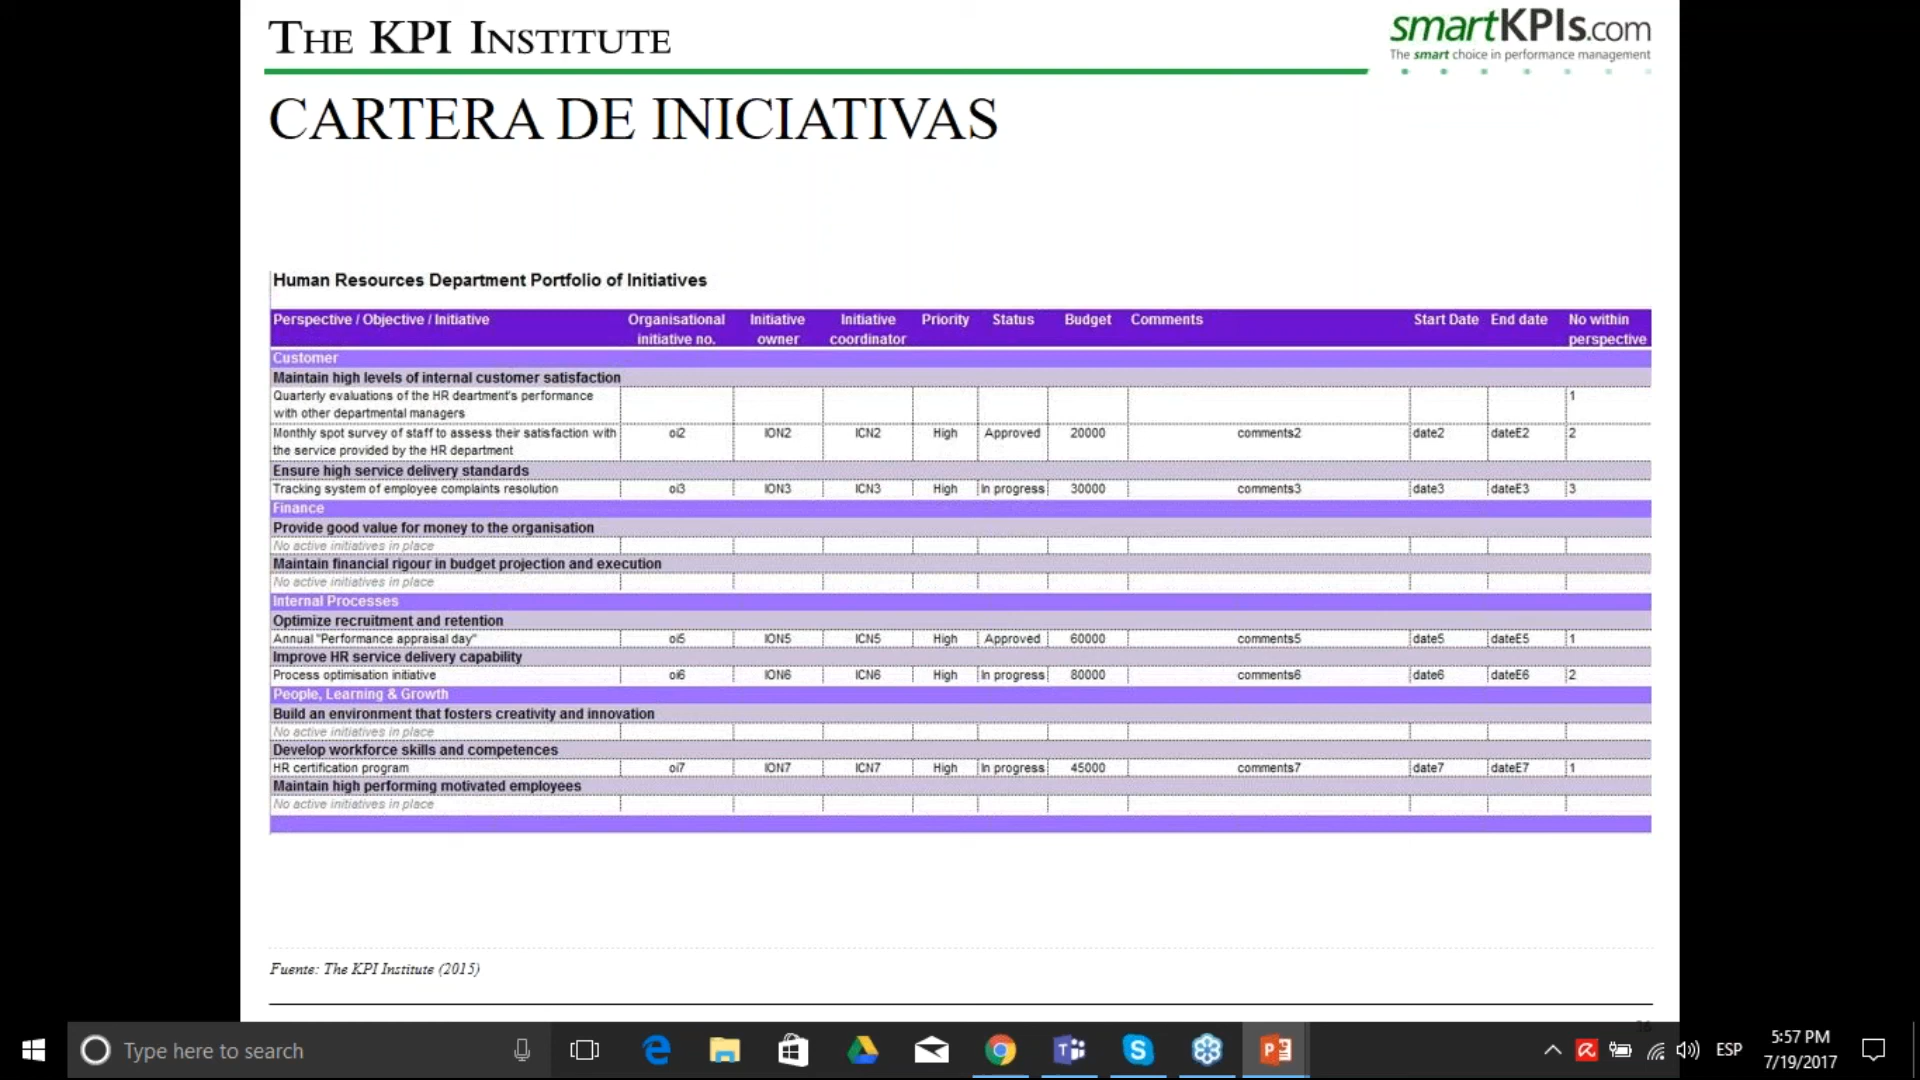 THE KPI INSTITUTE
smartKPIs.com
The smart choice in performance management
CARTERA DE INICIATIVAS
Human Resources Department Portfolio of Initiatives
Perspective / Objective / Initiative Organisational initiative no. Initiative owner Initiative coordinator Priority Status Budget Comments Start Date End date No within perspective
Customer
Maintain high levels of internal customer satisfaction
Quarterly evaluations of the HR deartment's performance 1
with other departmental managers
Monthly spot survey of staff to assess their satisfaction with oi2 ION2 ICN2 High Approved 20000 comments2 date2 dateE2 2
the service provided by the HR department
Ensure high service delivery standards
Tracking system of employee complaints resolution oi3 ION3 ICN3 High In progress 30000 comments3 date3 dateE3 3
Finance
Provide good value for money to the organisation
No active initiatives in place
Maintain financial rigour in budget projection and execution
No active initiatives in place
Internal Processes
Optimize recruitment and retention
Annual "Performance appraisal day" oi5 ION5 ICN5 High Approved 60000 comments5 date5 dateE5 1
Improve HR service delivery capability
Process optimisation initiative oi6 ION6 ICN6 High In progress 80000 comments6 date6 dateE6 2
People, Learning & Growth
Build an environment that fosters creativity and innovation
No active initiatives in place
Develop workforce skills and competences
HR certification program oi7 ION7 ICN7 High In progress 45000 comments7 date7 dateE7 1
Maintain high performing motivated employees
No active initiatives in place
Fuente: The KPI Institute (2015)
Type here to search
ESP
5:57 PM
7/19/2017